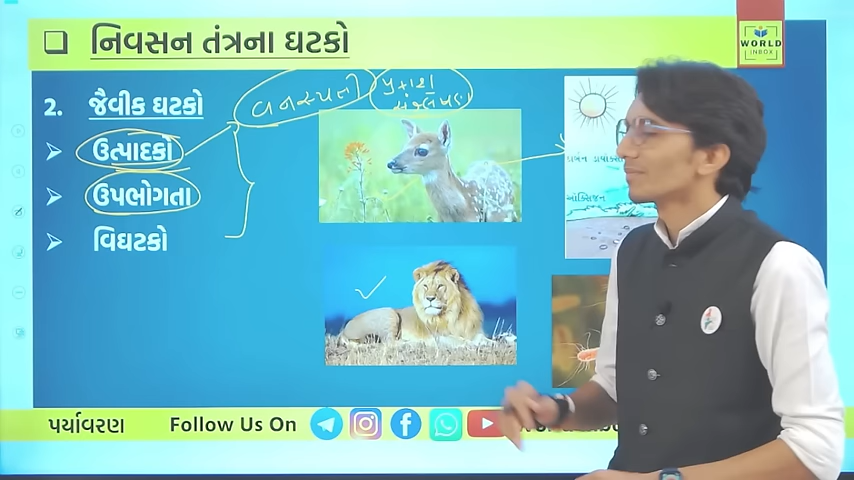 ❑ નિવસન તંત્રના ઘટકો
WORLD
INBOX
2. જૈવીક ઘટકો
વનસ્પતી
પ્રકાશ
સંશ્લેષણ
➢ ઉત્પાદકો
➢ ઉપભોગતા
➢ વિઘટકો
ઓક્સિજન
પર્યાવરણ
Follow Us On